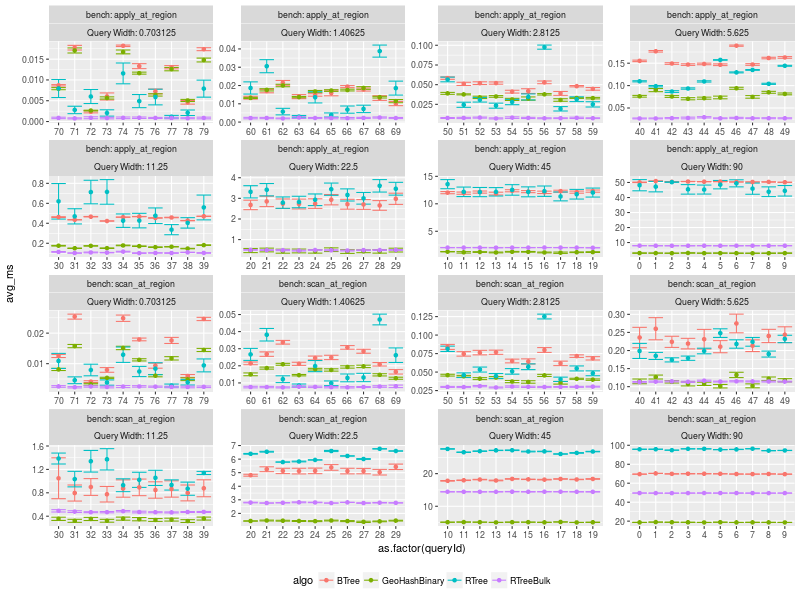 bench: apply_at_region bench: apply_at_region bench: apply_at_region bench: apply_at_region
Query Width: 0.703125 Query Width: 1.40625 Query Width: 2.8125 Query Width: 5.625
0.015 0.010 0.005 0.000 0.04 0.03 0.02 0.01 0.00 0.100 0.075 0.050 0.025 0.15 0.10 0.05
70 71 72 73 74 75 76 77 78 79 60 61 62 63 64 65 66 67 68 69 50 51 52 53 54 55 56 57 58 59 40 41 42 43 44 45 46 47 48 49
bench: apply_at_region bench: apply_at_region bench: apply_at_region bench: apply_at_region
Query Width: 11.25 Query Width: 22.5 Query Width: 45 Query Width: 90
0.8 0.6 0.4 0.2 4 3 2 1 15 10 5 50 40 30 20 10
30 31 32 33 34 35 36 37 38 39 20 21 22 23 24 25 26 27 28 29 10 11 12 13 14 15 16 17 18 19 0 1 2 3 4 5 6 7 8 9
avg_ms
bench: scan_at_region bench: scan_at_region bench: scan_at_region bench: scan_at_region
Query Width: 0.703125 Query Width: 1.40625 Query Width: 2.8125 Query Width: 5.625
0.02 0.01 0.05 0.04 0.03 0.02 0.01 0.125 0.100 0.075 0.050 0.025 0.30 0.25 0.20 0.15 0.10
70 71 72 73 74 75 76 77 78 79 60 61 62 63 64 65 66 67 68 69 50 51 52 53 54 55 56 57 58 59 40 41 42 43 44 45 46 47 48 49
bench: scan_at_region bench: scan_at_region bench: scan_at_region bench: scan_at_region
Query Width: 11.25 Query Width: 22.5 Query Width: 45 Query Width: 90
1.6 1.2 0.8 0.4 7 6 5 4 3 2 20 10 100 80 60 40 20
30 31 32 33 34 35 36 37 38 39 20 21 22 23 24 25 26 27 28 29 10 11 12 13 14 15 16 17 18 19 0 1 2 3 4 5 6 7 8 9
as.factor(queryId)
algo BTree GeoHashBinary RTree RTreeBulk